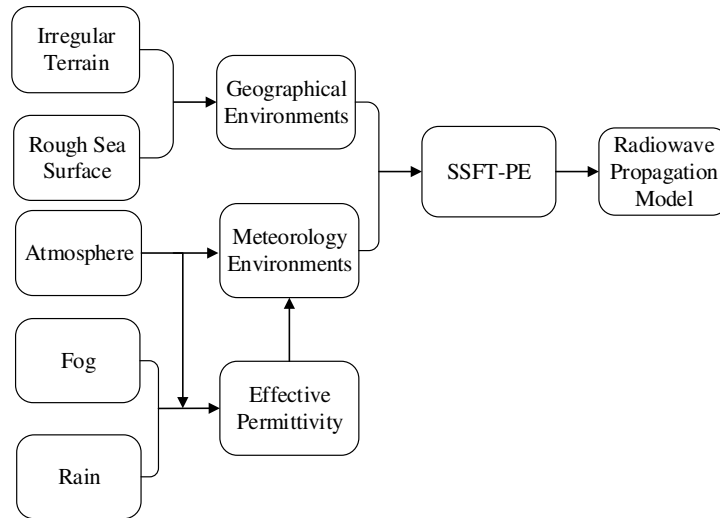 Irregular
Terrain
Rough Sea
Surface
Geographical
Environments
Atmosphere
Meteorology
Environments
Fog
Rain
Effective
Permittivity
SSFT-PE
Radiowave
Propagation
Model